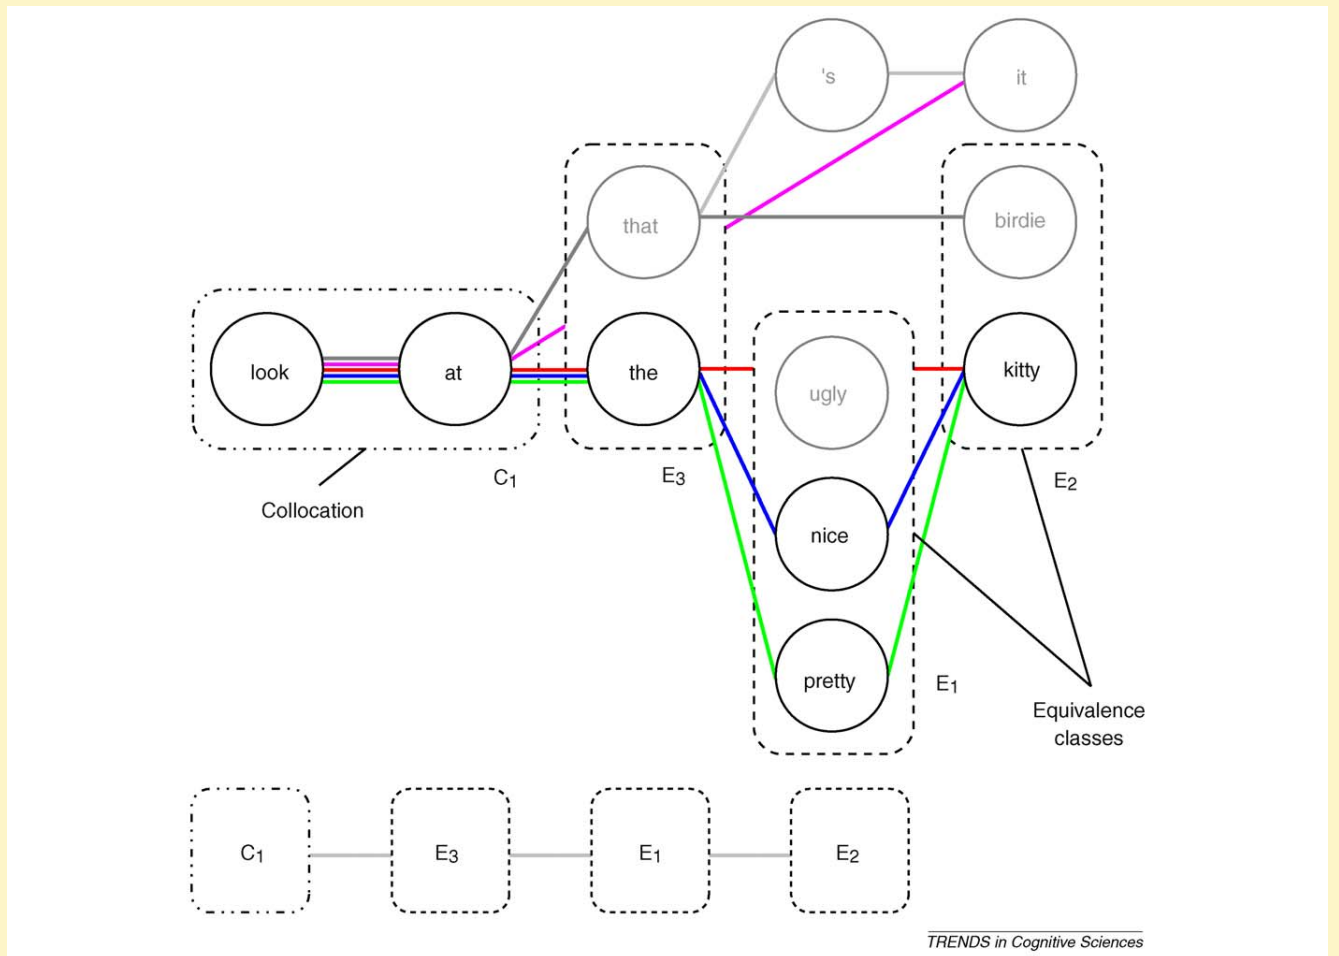 's
it
that
birdie
look
at
the
ugly
kitty
C1
E3
E2
Collocation
nice
pretty
E1
Equivalence
classes
C1
E3
E1
E2
TRENDS in Cognitive Sciences